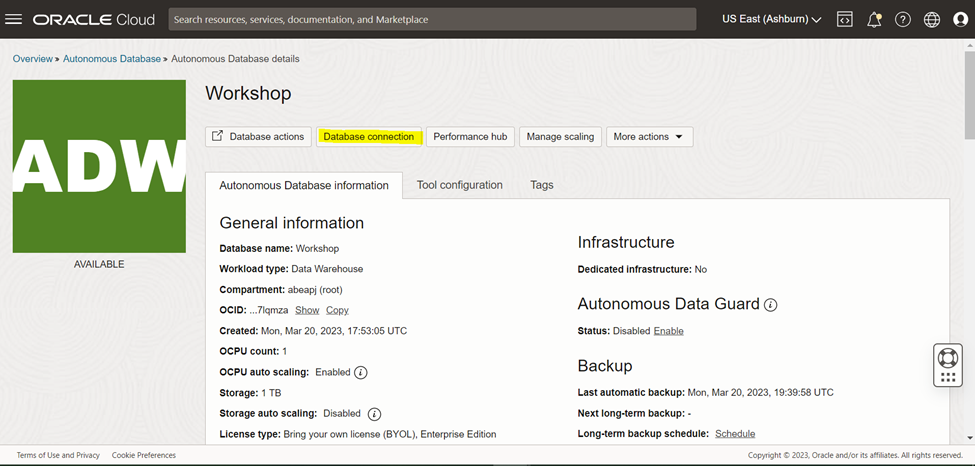 ORACLE Cloud
Search resources, services, documentation, and Marketplace
US East (Ashburn)
Overview » Autonomous Database » Autonomous Database details
ADW
AVAILABLE
Workshop
Database actions
Database connection
Performance hub
Manage scaling
More actions
Autonomous Database information
Tool configuration
Tags
General information
Database name: Workshop
Workload type: Data Warehouse
Compartment: abeapj (root)
OCID: ...7lqmza Show Copy
Created: Mon, Mar 20, 2023, 17:53:05 UTC
OCPU count: 1
OCPU auto scaling: Enabled
Storage: 1 TB
Storage auto scaling: Disabled
License type: Bring your own license (BYOL), Enterprise Edition
Infrastructure
Dedicated infrastructure: No
Autonomous Data Guard
Status: Disabled Enable
Backup
Last automatic backup: Mon, Mar 20, 2023, 19:39:58 UTC
Next long-term backup: -
Long-term backup schedule: Schedule
Terms of Use and Privacy
Cookie Preferences
Copyright © 2023, Oracle and/or its affiliates. All rights reserved.